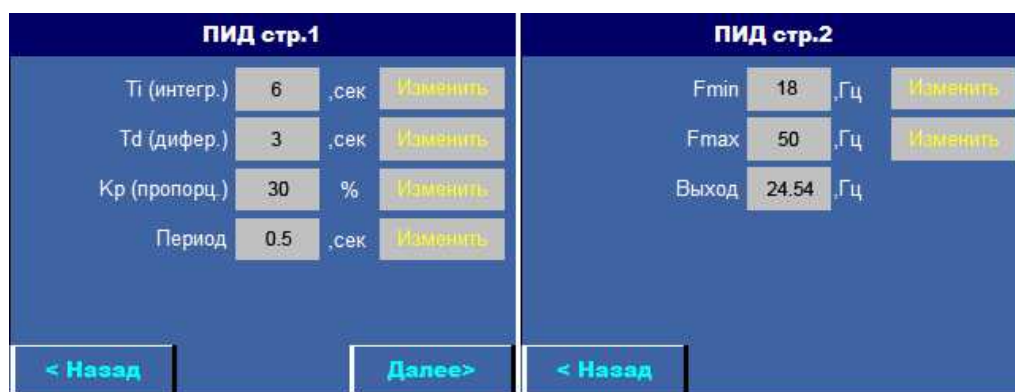 ПИД стр.1
Ti (интегр.) 6 ,сек Изменить
Td (дифер.) 3 ,сек Изменить
Kp (пропорц.) 30 % Изменить
Период 0.5 ,сек Изменить
< Назад Далее>
ПИД стр.2
Fmin 18 ,Гц Изменить
Fmax 50 ,Гц Изменить
Выход 24.54 ,Гц
< Назад